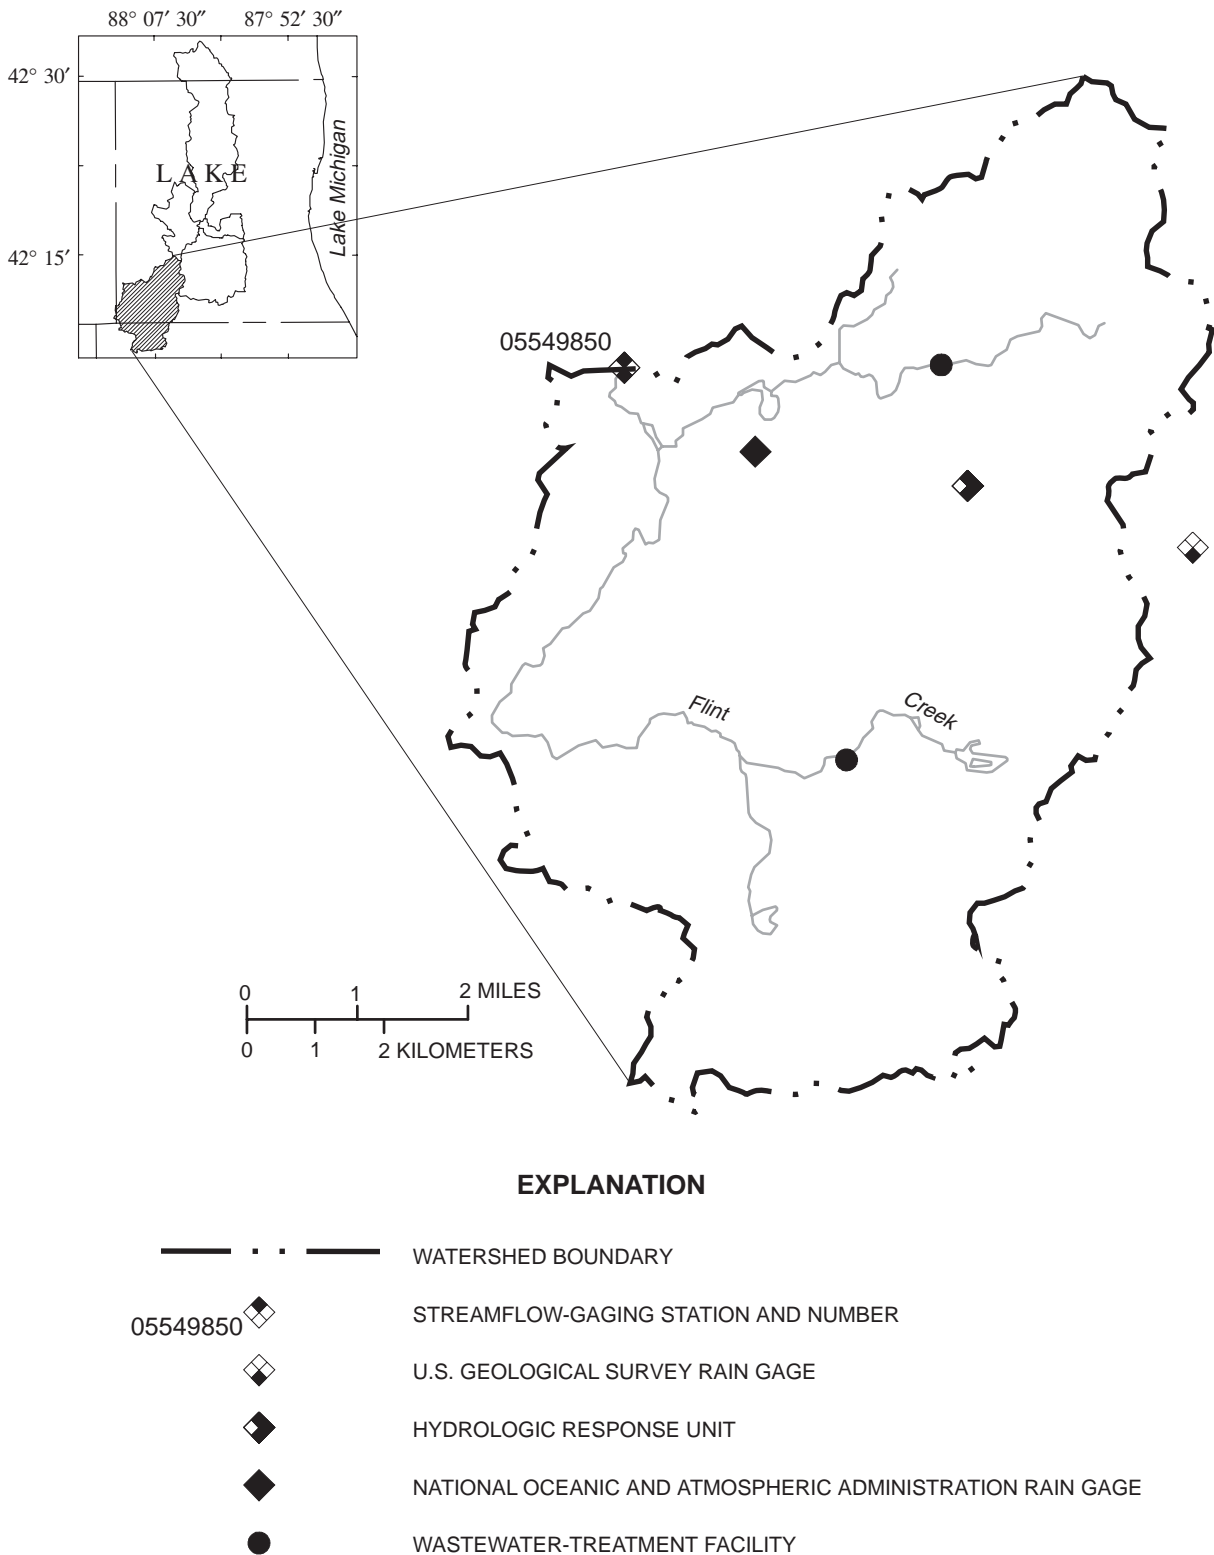 88° 07′ 30″ 87° 52′ 30″
42° 30′
LAKE
Lake Michigan
42° 15′
05549850
Flint
Creek
0 1 2 MILES
0 1 2 KILOMETERS
EXPLANATION
WATERSHED BOUNDARY
STREAMFLOW-GAGING STATION AND NUMBER
05549850
U.S. GEOLOGICAL SURVEY RAIN GAGE
HYDROLOGIC RESPONSE UNIT
NATIONAL OCEANIC AND ATMOSPHERIC ADMINISTRATION RAIN GAGE
WASTEWATER-TREATMENT FACILITY